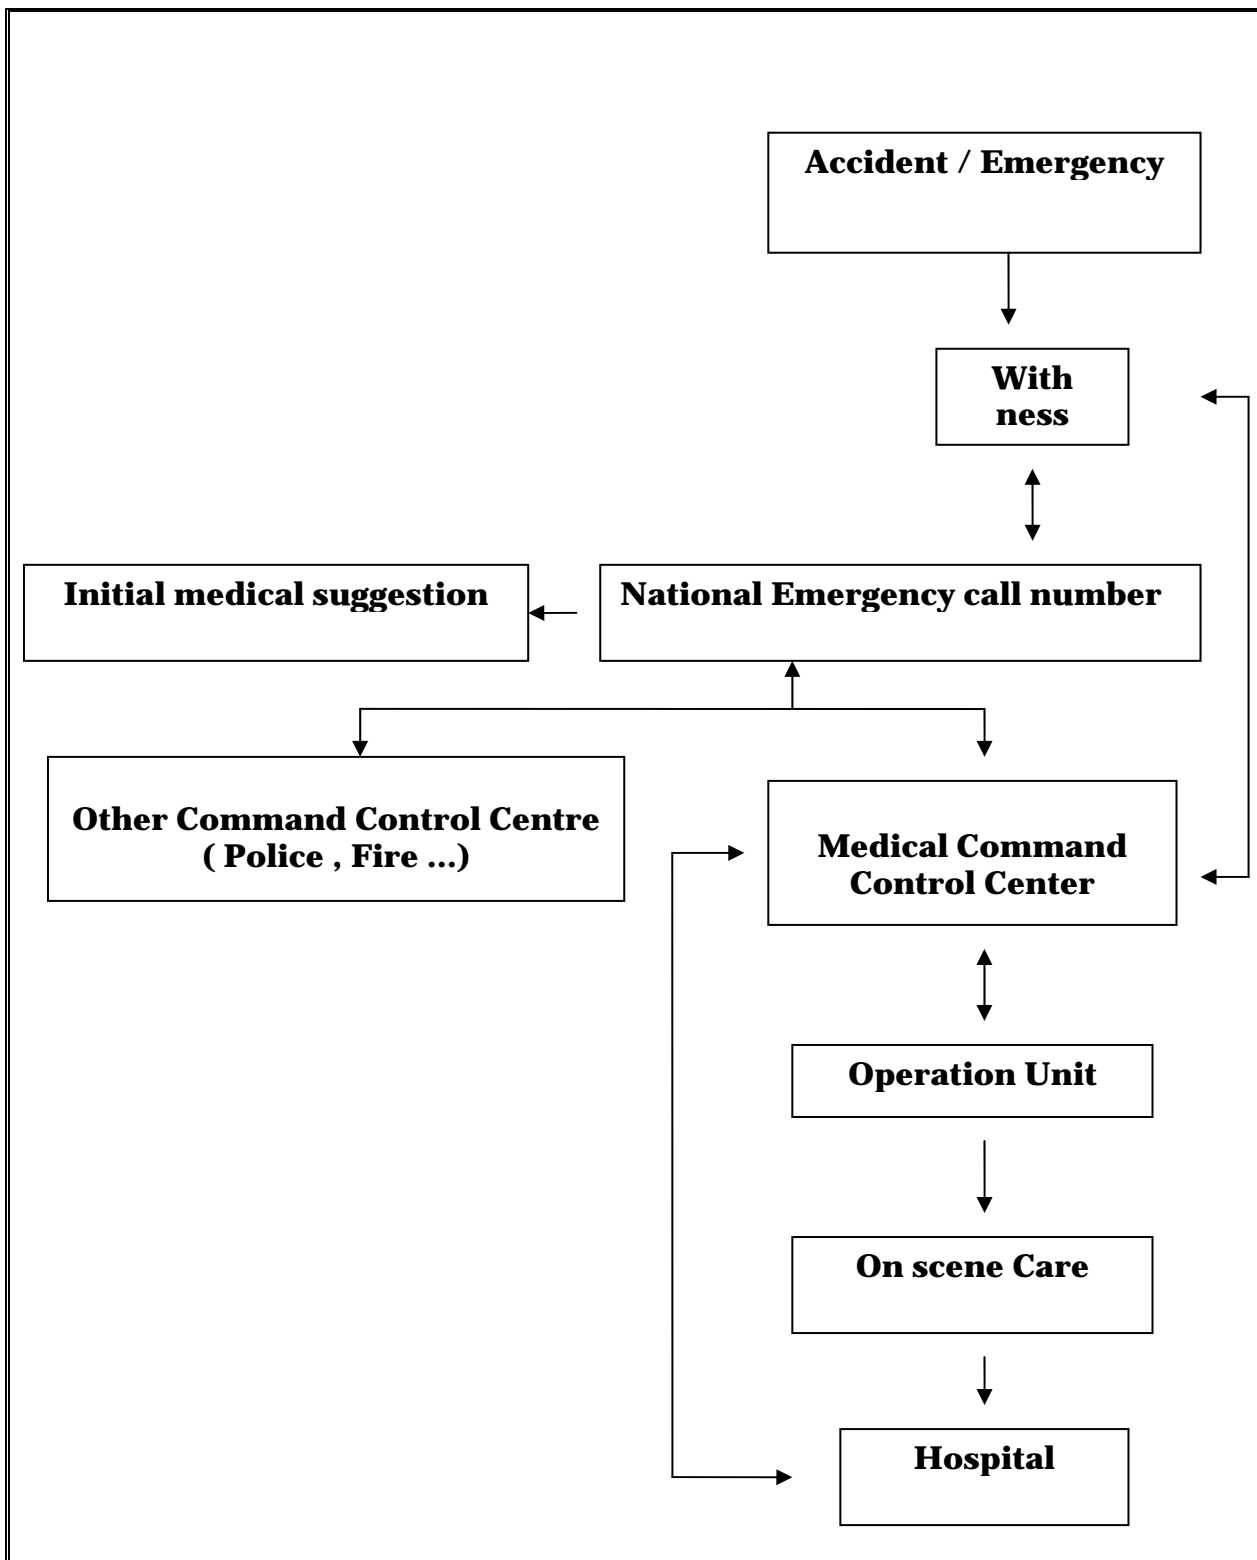 Accident / Emergency
With
ness
Initial medical suggestion
National Emergency call number
Other Command Control Centre
( Police , Fire ...)
Medical Command
Control Center
Operation Unit
On scene Care
Hospital